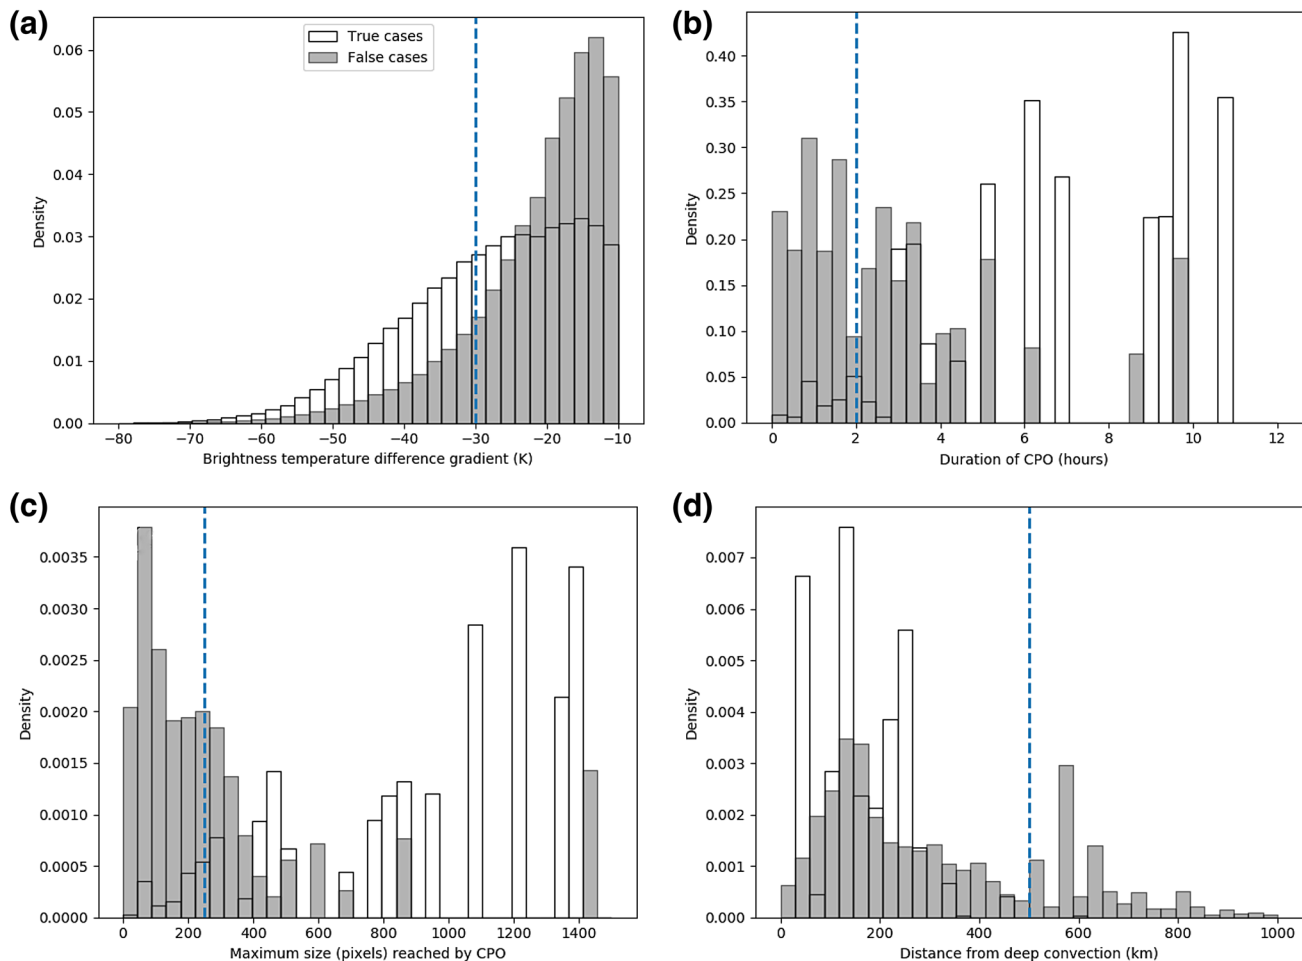 (a)
Density
0.06
0.05
0.04
0.03
0.02
0.01
0.00
True cases
False cases
−80 −70 −60 −50 −40 −30 −20 −10
Brightness temperature difference gradient (K)
(b)
Density
0.40
0.35
0.30
0.25
0.20
0.15
0.10
0.05
0.00
0 2 4 6 8 10 12
Duration of CPO (hours)
(c)
Density
0.0035
0.0030
0.0025
0.0020
0.0015
0.0010
0.0005
0.0000
0 200 400 600 800 1000 1200 1400
Maximum size (pixels) reached by CPO
(d)
Density
0.007
0.006
0.005
0.004
0.003
0.002
0.001
0.000
0 200 400 600 800 1000
Distance from deep convection (km)